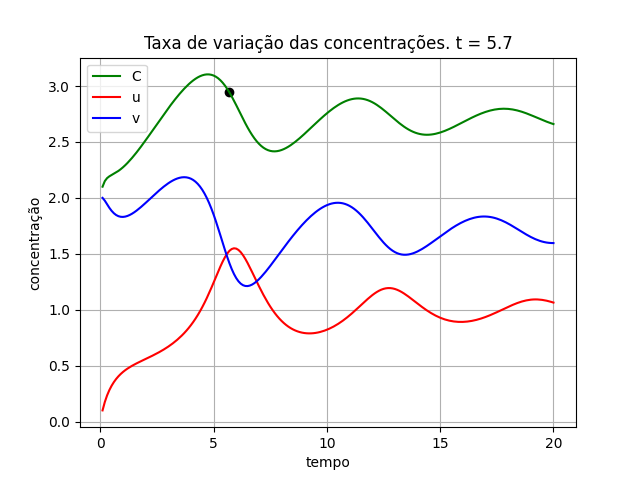 Taxa de variação das concentrações. t = 5.7
C
u
v
concentração
3.0
2.5
2.0
1.5
1.0
0.5
0.0
0 5 10 15 20
tempo